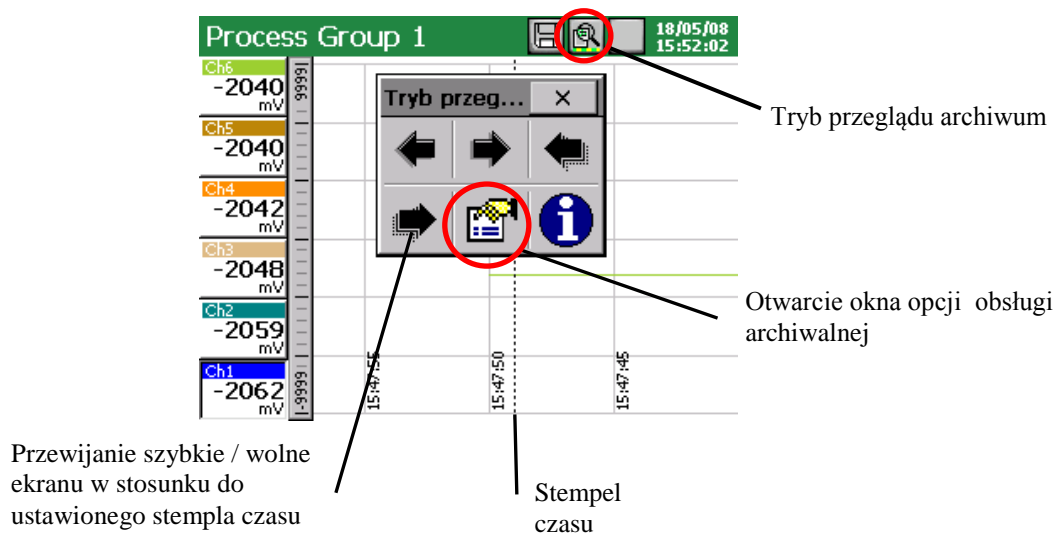 Process Group 1
18/05/08
15:52:02
Ch6
-2040
mV
Ch5
-2040
mV
Ch4
-2042
mV
Ch3
-2048
mV
Ch2
-2059
mV
Ch1
-2062
mV
19999
-9999
Tryb przeg...
15:47:55
15:47:50
15:47:45
Tryb przeglądu archiwum
Otwarcie okna opcji obsługi
archiwalnej
Przewijanie szybkie / wolne
ekranu w stosunku do
ustawionego stempla czasu
Stempel
czasu